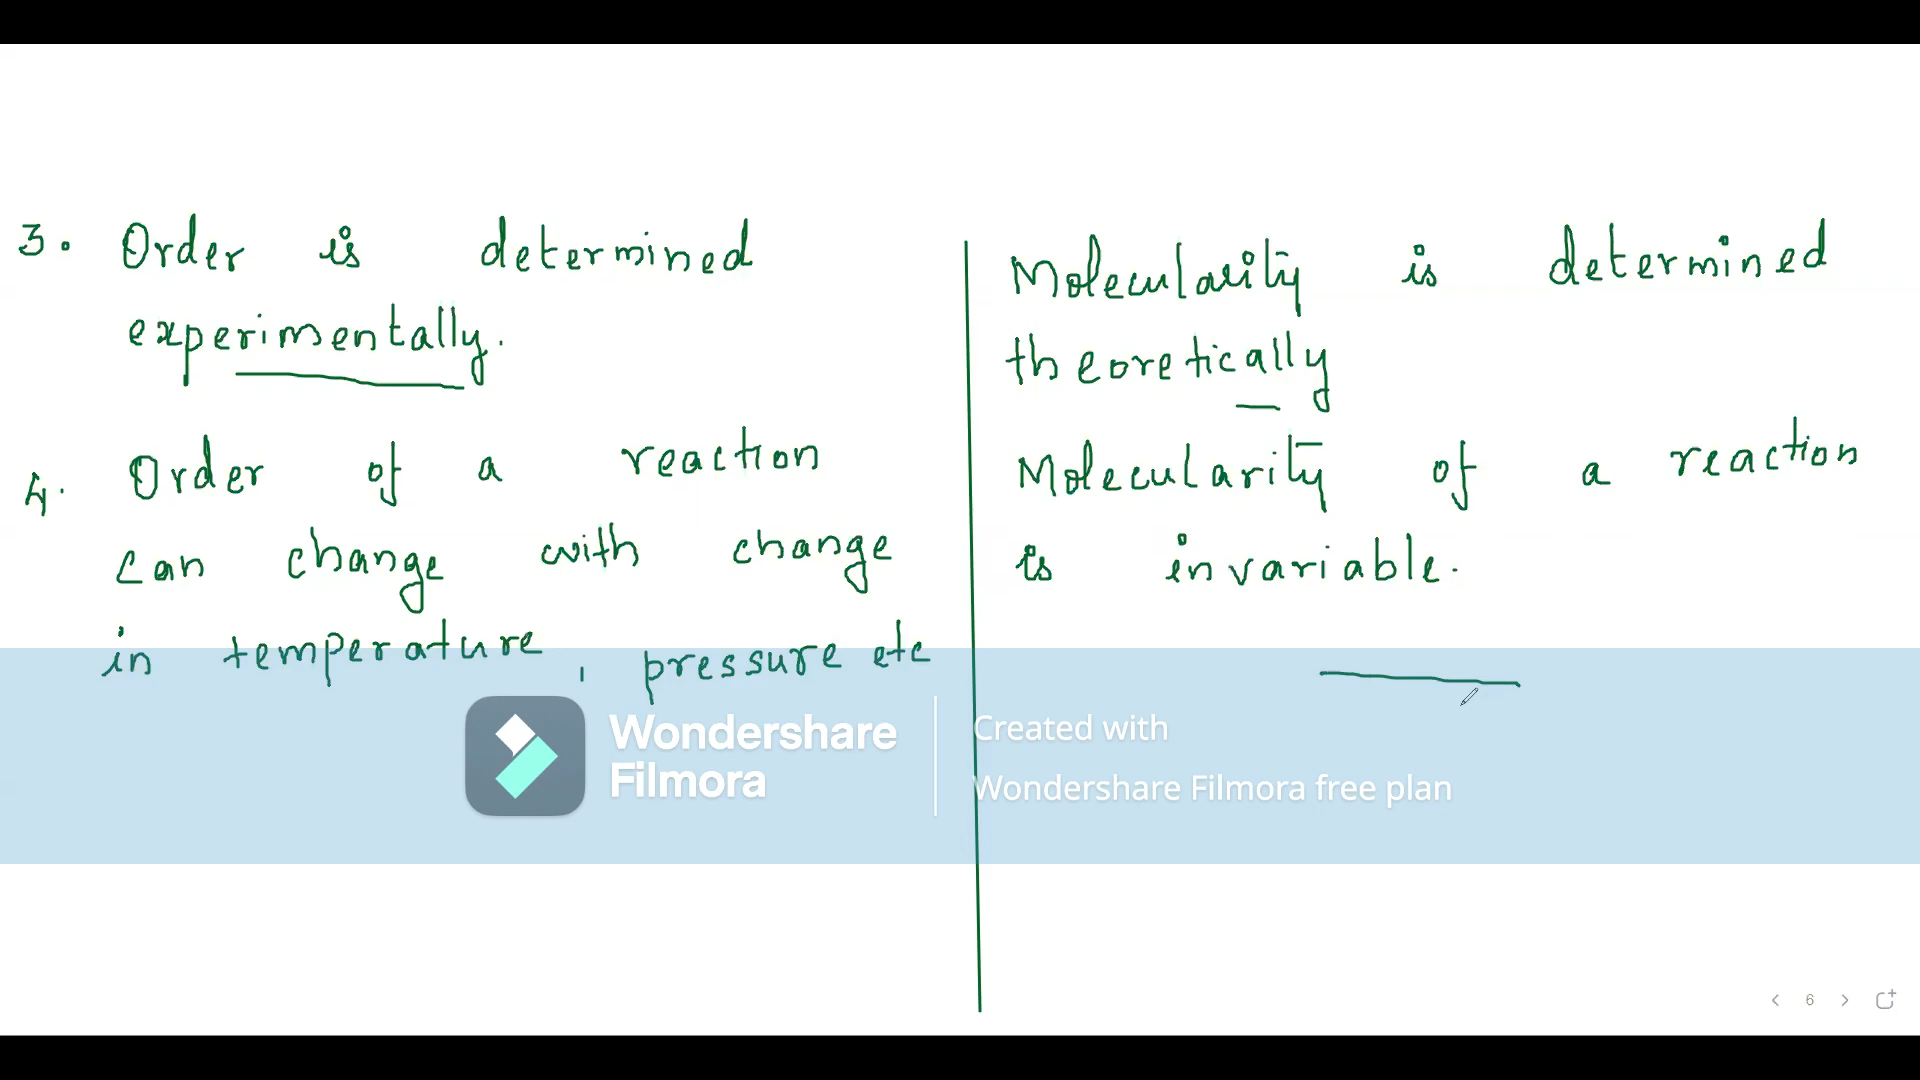 3. Order is determined
experimentally.
4. Order of a reaction
can change with change
in temperature, pressure etc
Molecularity is determined
theoretically
Molecularity of a reaction
is invariable.
Wondershare
Filmora
Created with
Wondershare Filmora free plan
6